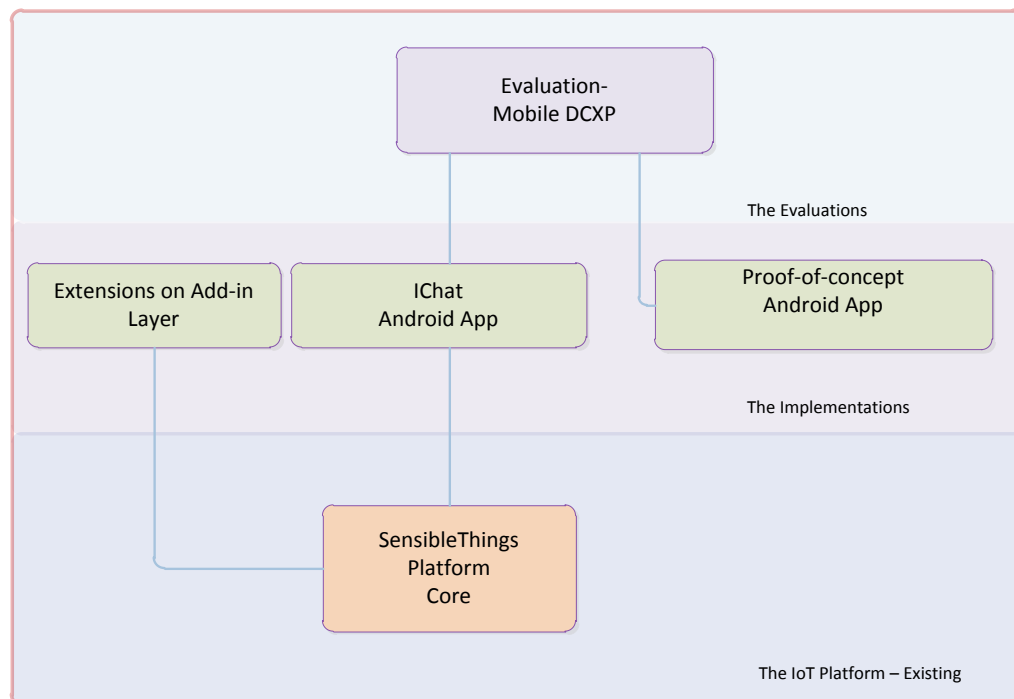 Evaluation-
Mobile DCXP
The Evaluations
Extensions on Add-in
Layer
IChat
Android App
Proof-of-concept
Android App
The Implementations
SensibleThings
Platform
Core
The IoT Platform – Existing